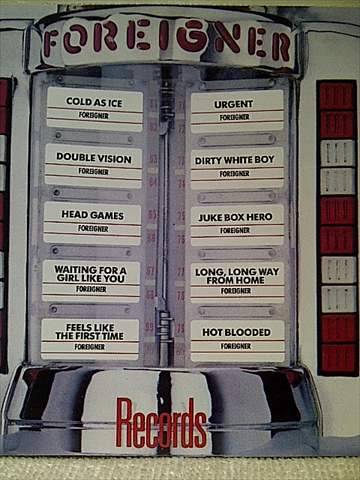 FOREIGNER
COLD AS ICE
FOREIGNER
DOUBLE VISION
FOREIGNER
HEAD GAMES
FOREIGNER
WAITING FOR A
GIRL LIKE YOU
FOREIGNER
FEELS LIKE
THE FIRST TIME
FOREIGNER
URGENT
FOREIGNER
DIRTY WHITE BOY
FOREIGNER
JUKE BOX HERO
FOREIGNER
LONG, LONG WAY
FROM HOME
FOREIGNER
HOT BLOODED
FOREIGNER
Records